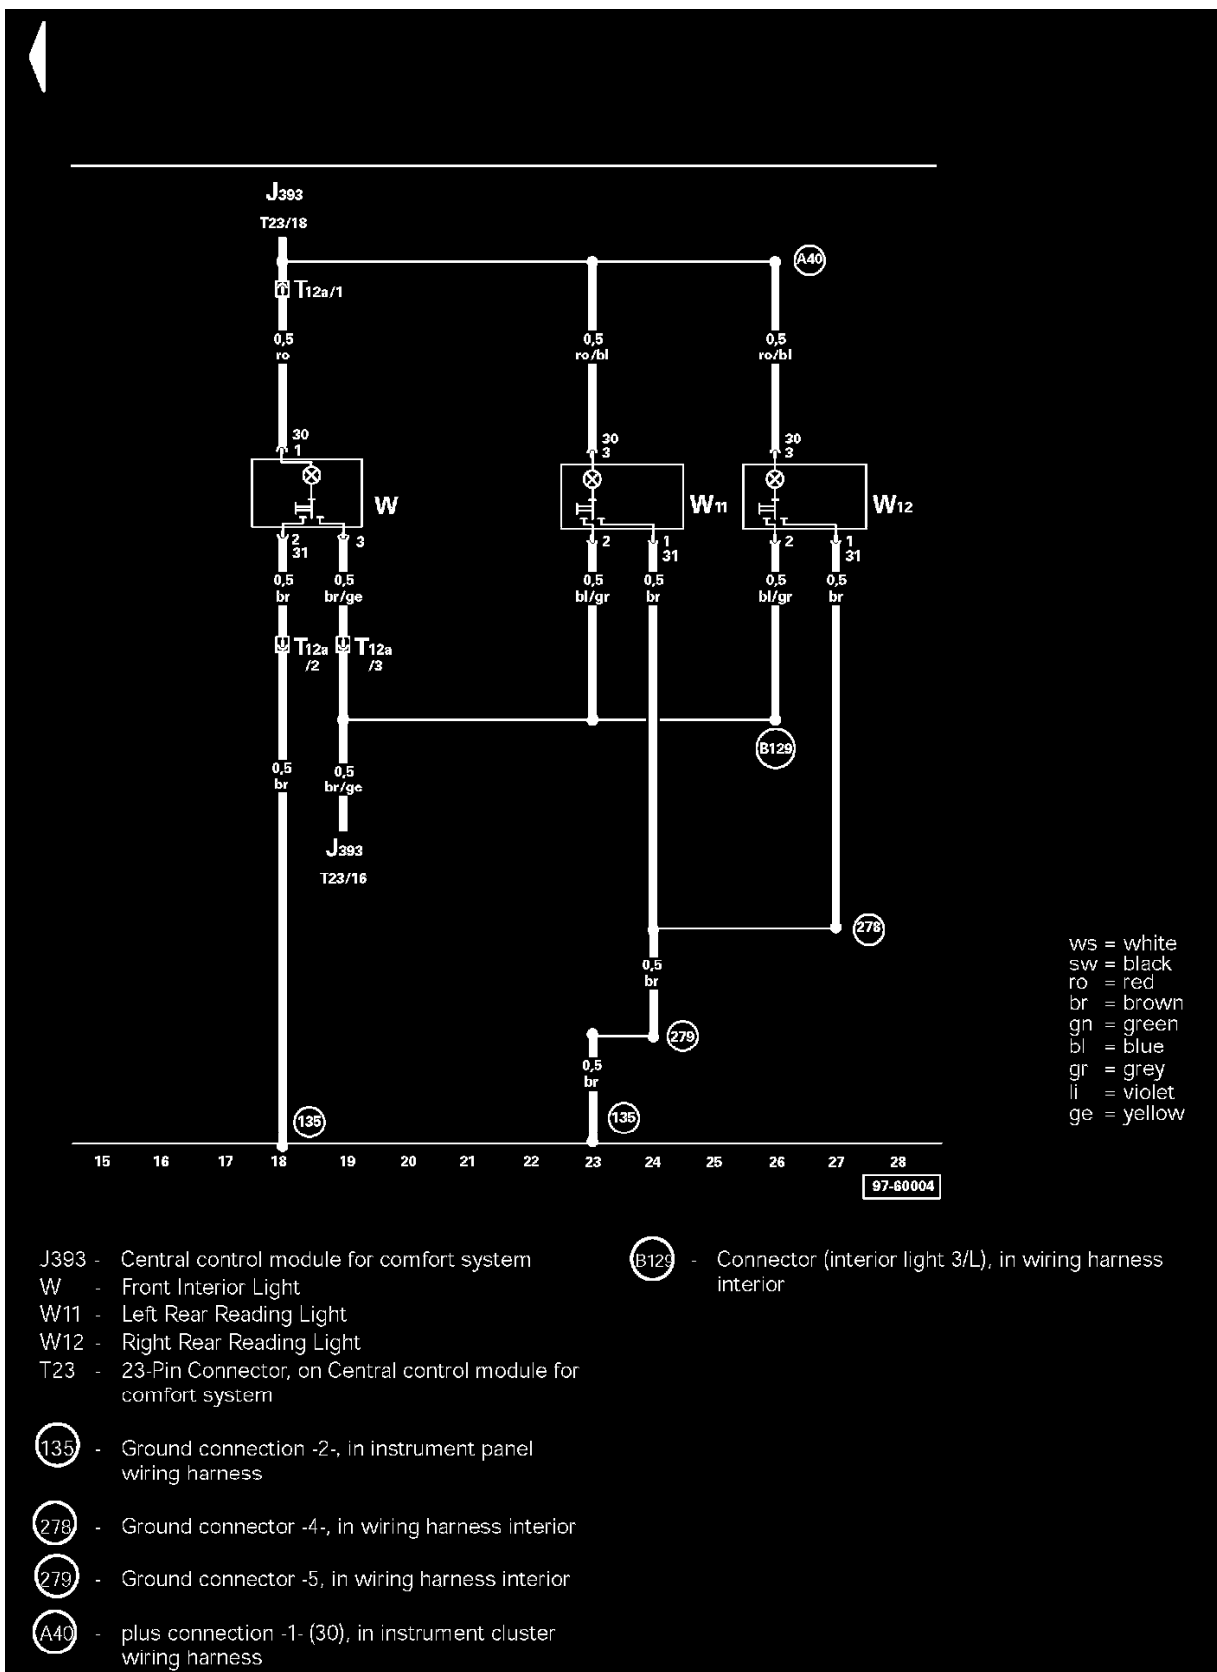 J393
T23/18
A40
T12a/1
0,5 0,5 0,5
ro ro/bl ro/bl
30 30 30
1 3 3
W W11 W12
2 3 2 1 2 1
31 31 31
0,5 0,5 0,5 0,5 0,5 0,5
br br/ge bl/gr br bl/gr br
T12a T12a
/2 /3
B129
0,5 0,5
br br/ge
J393
T23/16
278
ws = white
sw = black
ro = red
br = brown
gn = green
bl = blue
gr = grey
li = violet
ge = yellow
0,5
br
279
0,5
br
135 135
15 16 17 18 19 20 21 22 23 24 25 26 27 28
97-60004
J393 - Central control module for comfort system
W - Front Interior Light
W11 - Left Rear Reading Light
W12 - Right Rear Reading Light
T23 - 23-Pin Connector, on Central control module for
comfort system
135 - Ground connection -2-, in instrument panel
wiring harness
278 - Ground connector -4-, in wiring harness interior
279 - Ground connector -5, in wiring harness interior
A40 - plus connection -1- (30), in instrument cluster
wiring harness
B129 - Connector (interior light 3/L), in wiring harness
interior